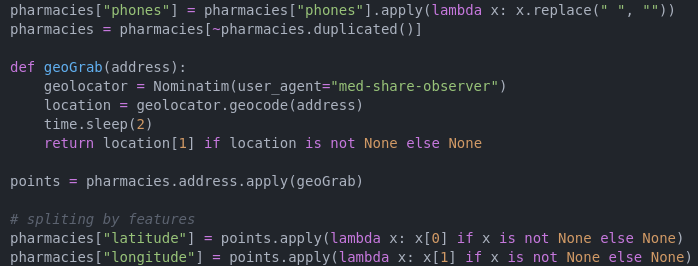 pharmacies["phones"] = pharmacies["phones"].apply(lambda x: x.replace(" ", ""))
pharmacies = pharmacies[~pharmacies.duplicated()]

def geoGrab(address):
    geolocator = Nominatim(user_agent="med-share-observer")
    location = geolocator.geocode(address)
    time.sleep(2)
    return location[1] if location is not None else None

points = pharmacies.address.apply(geoGrab)

# spliting by features
pharmacies["latitude"] = points.apply(lambda x: x[0] if x is not None else None)
pharmacies["longitude"] = points.apply(lambda x: x[1] if x is not None else None)